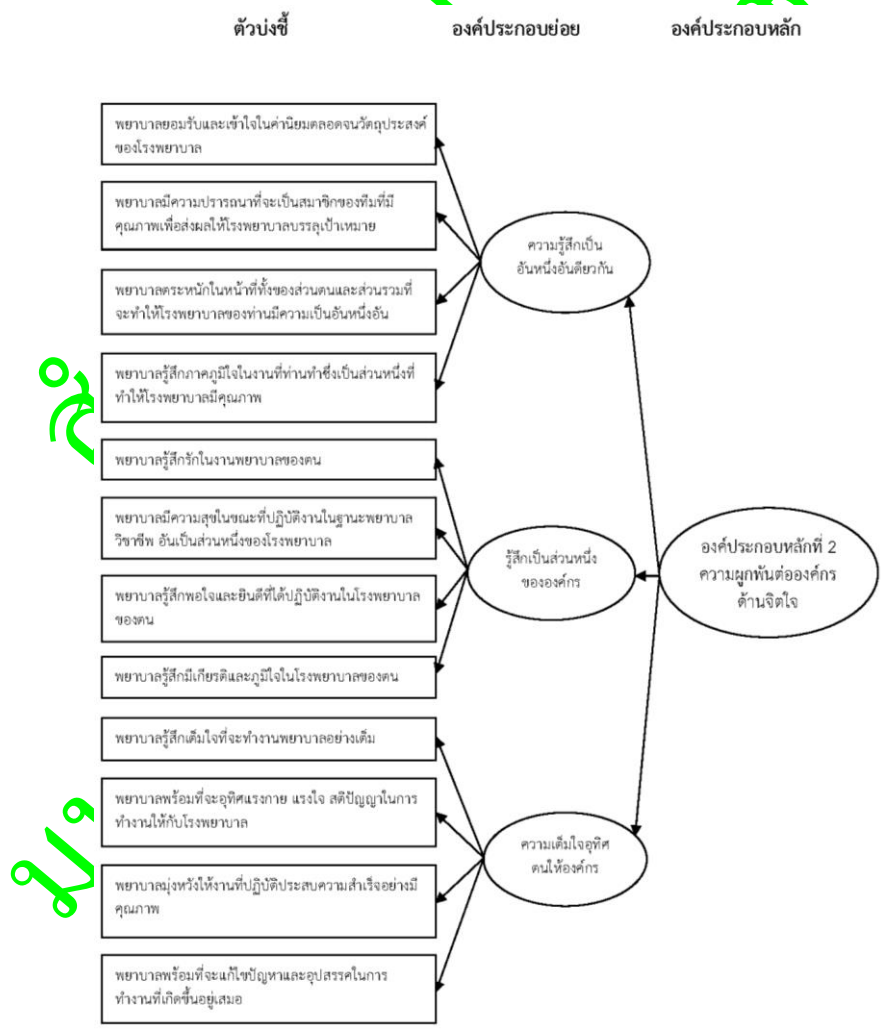 ตัวบ่งชี้ องค์ประกอบย่อย องค์ประกอบหลัก
พยาบาลยอมรับและเข้าใจในค่านิยมตลอดจนวัตถุประสงค์
ของโรงพยาบาล
พยาบาลมีความปรารถนาที่จะเป็นสมาชิกของทีมที่มี
คุณภาพเพื่อส่งผลให้โรงพยาบาลบรรลุเป้าหมาย
พยาบาลตระหนักในหน้าที่ทั้งของส่วนตนและส่วนรวมที่
จะทำให้โรงพยาบาลของท่านมีความเป็นอันหนึ่งอัน
พยาบาลรู้สึกภาคภูมิใจในงานที่ท่านทำซึ่งเป็นส่วนหนึ่งที่
ทำให้โรงพยาบาลมีคุณภาพ
ความรู้สึกเป็น
อันหนึ่งอันดียวกัน
พยาบาลรู้สึกรักในงานพยาบาลของตน
พยาบาลมีความสุขในขณะที่ปฏิบัติงานในฐานะพยาบาล
วิชาชีพ อันเป็นส่วนหนึ่งของโรงพยาบาล
พยาบาลรู้สึกพอใจและยินดีที่ได้ปฏิบัติงานในโรงพยาบาล
ของตน
พยาบาลรู้สึกมีเกียรติและภูมิใจในโรงพยาบาลของตน
รู้สึกเป็นส่วนหนึ่ง
ขององค์กร
องค์ประกอบหลักที่ 2
ความผูกพันต่อองค์กร
ด้านจิตใจ
พยาบาลรู้สึกเต็มใจที่จะทำงานพยาบาลอย่างเต็ม
พยาบาลพร้อมที่จะอุทิศแรงกาย แรงใจ สติปัญญาในการ
ทำงานให้กับโรงพยาบาล
พยาบาลมุ่งหวังให้งานที่ปฏิบัติประสบความสำเร็จอย่างมี
คุณภาพ
พยาบาลพร้อมที่จะแก้ไขปัญหาและอุปสรรคในการ
ทำงานที่เกิดขึ้นอยู่เสมอ
ความเต็มใจอุทิศ
ตนให้องค์กร